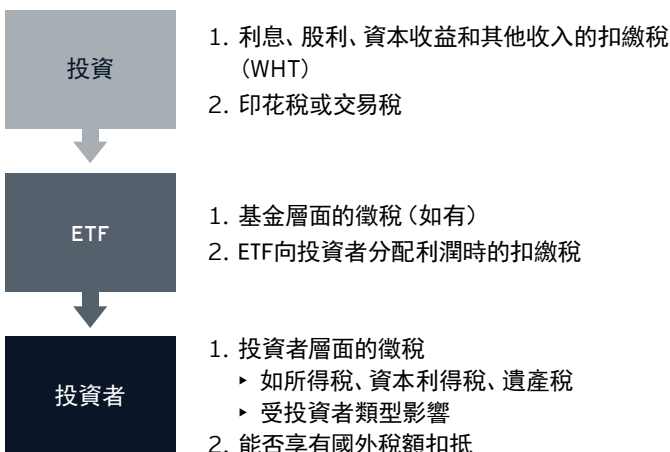 投資
1. 利息、股利、資本收益和其他收入的扣繳稅
(WHT)
2. 印花稅或交易稅
ETF
1. 基金層面的徵稅(如有)
2. ETF向投資者分配利潤時的扣繳稅
投資者
1. 投資者層面的徵稅
‣ 如所得稅、資本利得稅、遺產稅
‣ 受投資者類型影響
2. 能否享有國外稅額扣抵